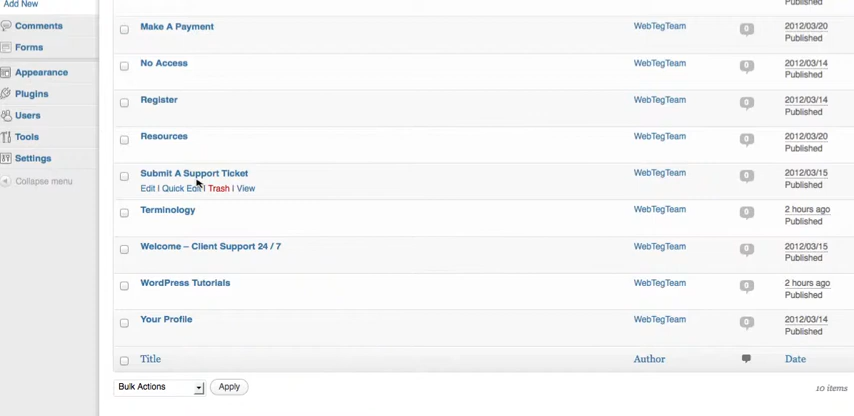 Add New
Published
Comments
Make A Payment
WebTegTeam
0
2012/03/20
Published
Forms
No Access
WebTegTeam
0
2012/03/14
Published
Appearance
Plugins
Register
WebTegTeam
0
2012/03/14
Published
Users
Tools
Resources
WebTegTeam
0
2012/03/20
Published
Settings
Collapse menu
Submit A Support Ticket
WebTegTeam
0
2012/03/15
Published
Edit | Quick Edit | Trash | View
Terminology
WebTegTeam
0
2 hours ago
Published
Welcome – Client Support 24 / 7
WebTegTeam
0
2012/03/15
Published
WordPress Tutorials
WebTegTeam
0
2 hours ago
Published
Your Profile
WebTegTeam
0
2012/03/14
Published
Title
Author
Date
Bulk Actions
Apply
10 items